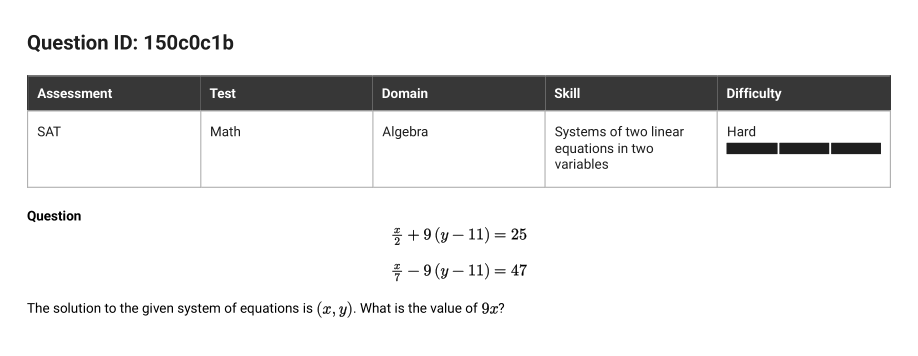 Question ID: 150c0c1b
Assessment Test Domain Skill Difficulty
SAT Math Algebra Systems of two linear Hard
equations in two
variables
Question
x/2 + 9 (y − 11) = 25
x/7 − 9 (y − 11) = 47
The solution to the given system of equations is (x, y). What is the value of 9x?